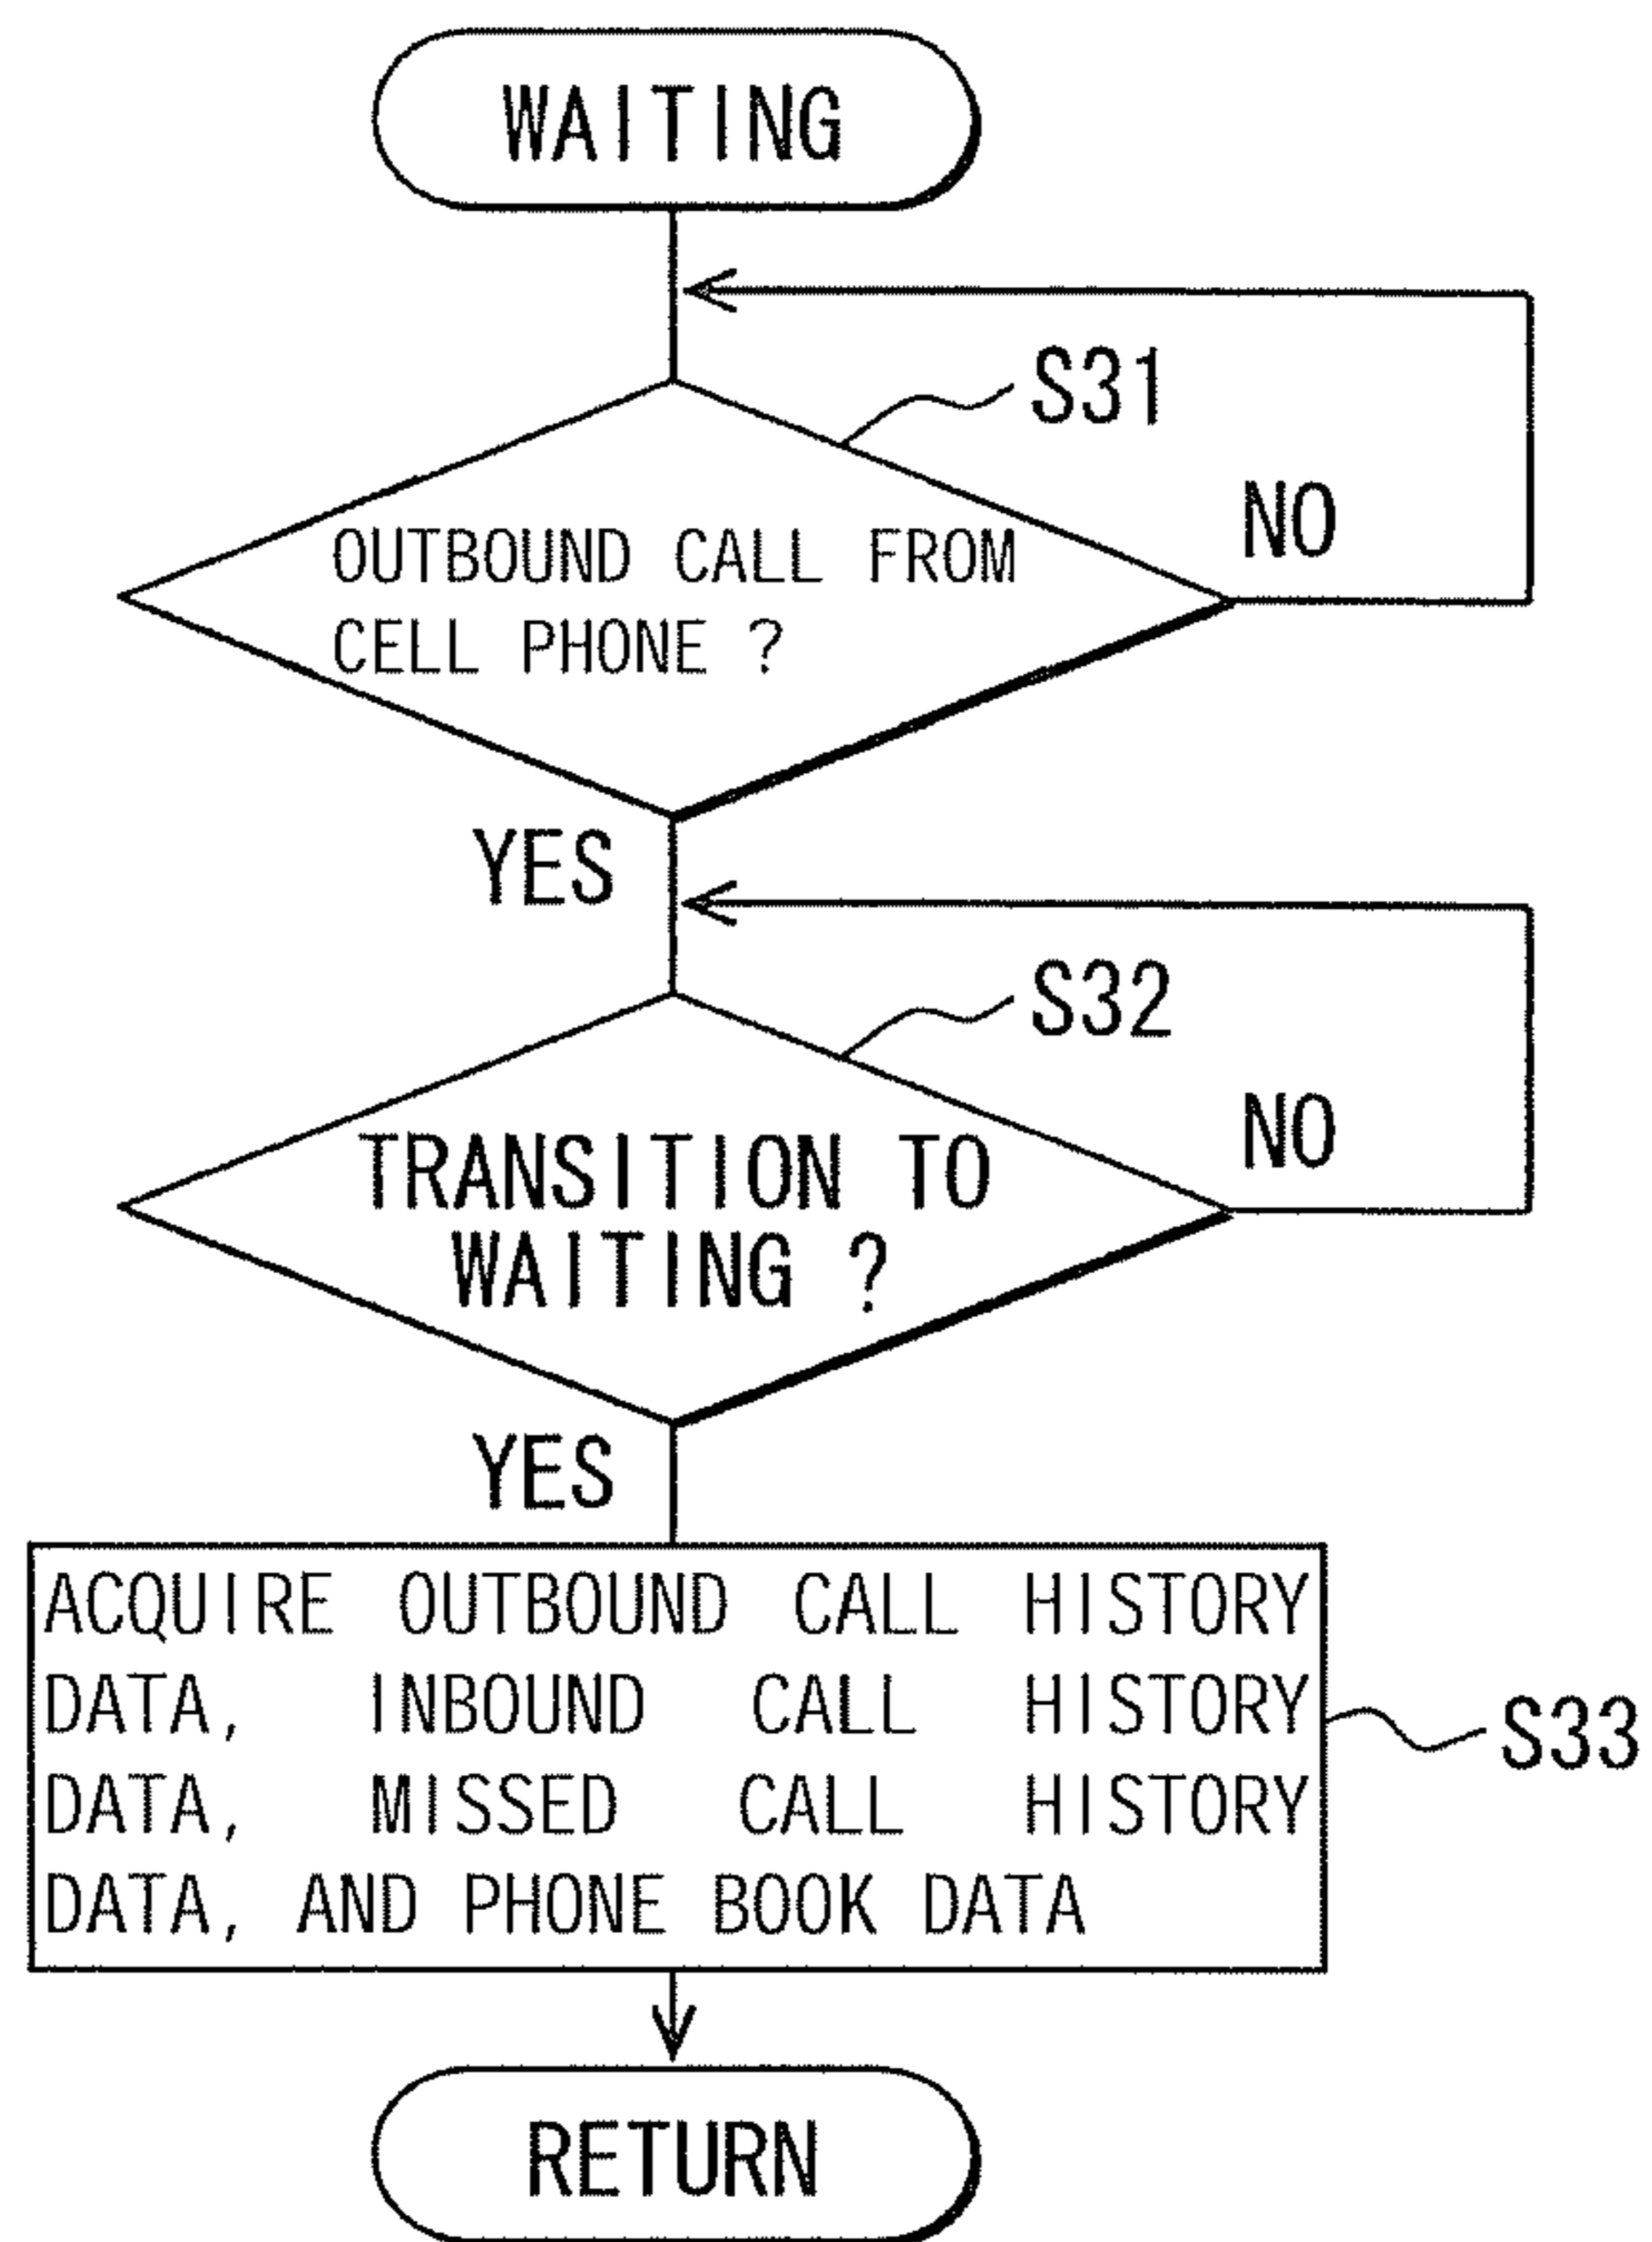 WAITING
S31
NO
OUTBOUND CALL FROM
CELL PHONE ?
YES
S32
NO
TRANSITION TO
WAITING ?
YES
ACQUIRE OUTBOUND CALL HISTORY
DATA, INBOUND CALL HISTORY
DATA, MISSED CALL HISTORY
DATA, AND PHONE BOOK DATA
S33
RETURN